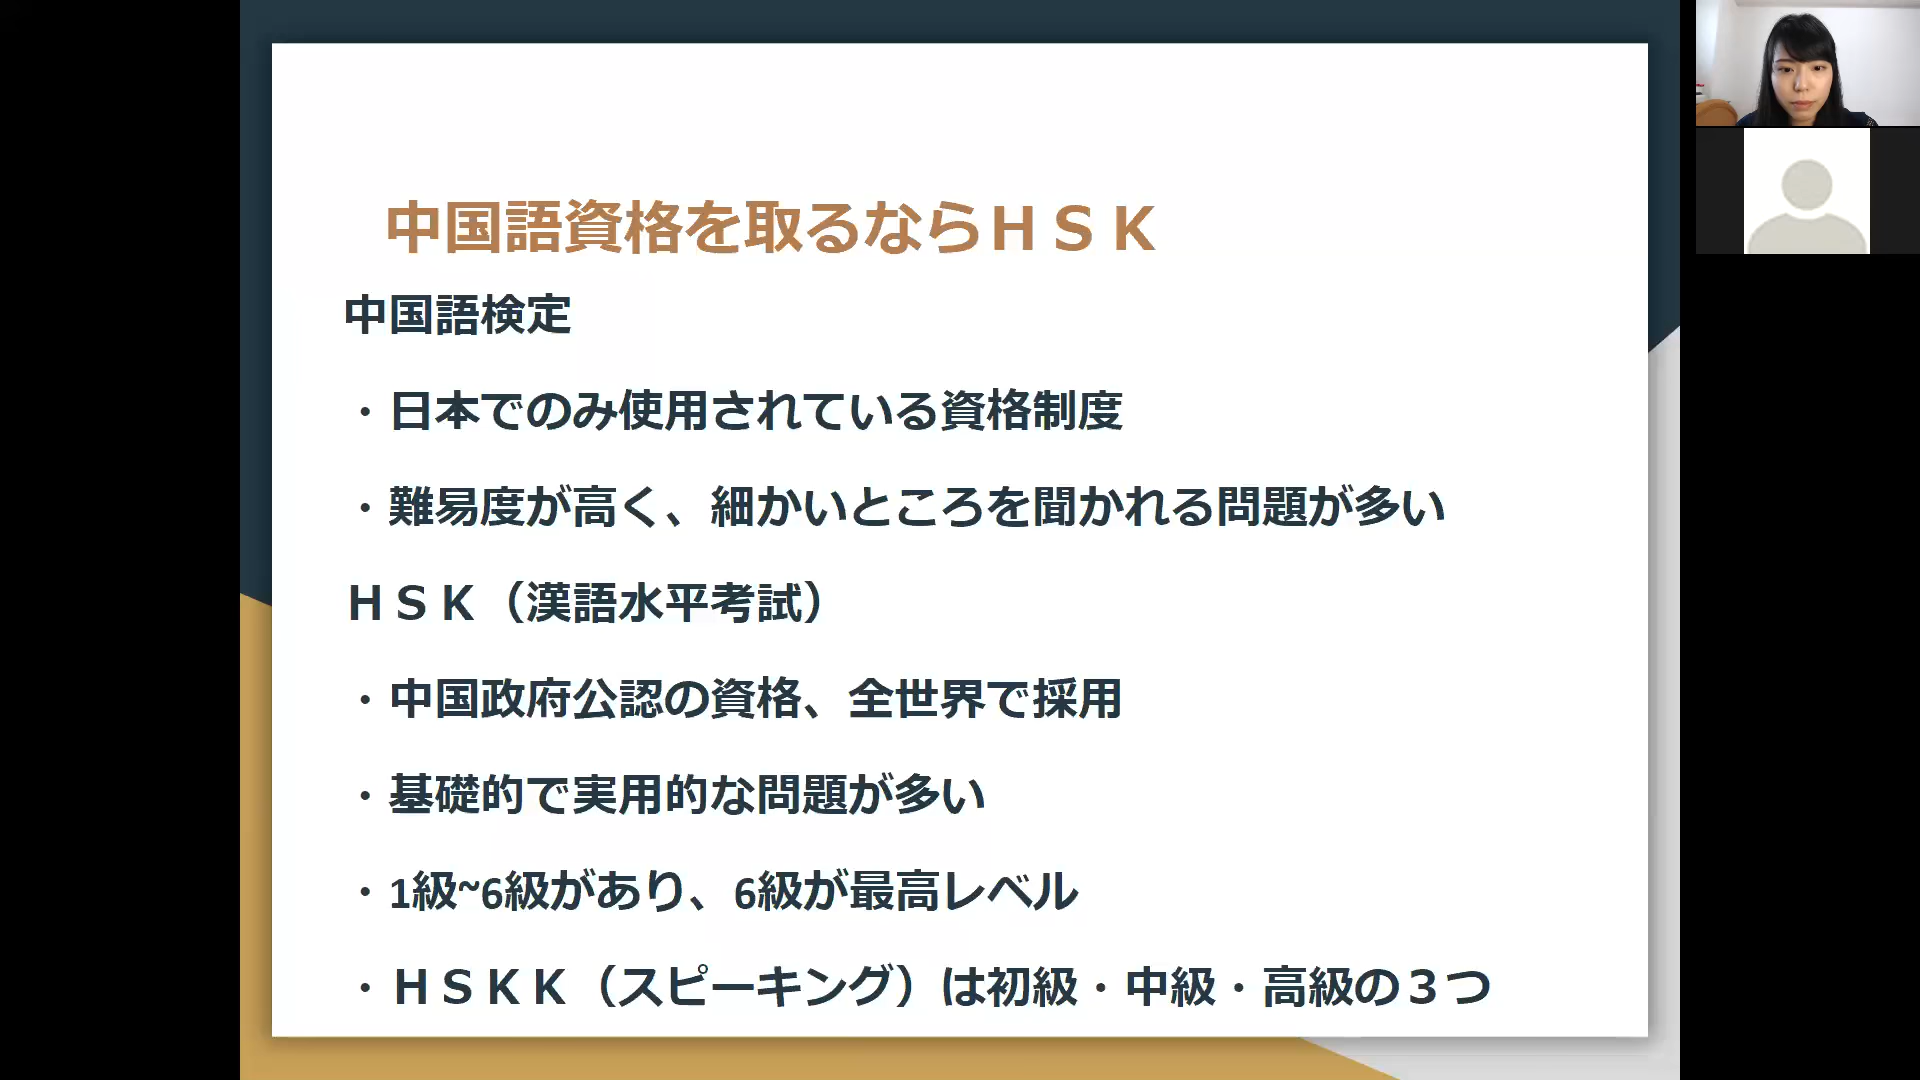 中国語資格を取るならＨＳＫ
中国語検定
・日本でのみ使用されている資格制度
・難易度が高く、細かいところを聞かれる問題が多い
ＨＳＫ（漢語水平考試）
・中国政府公認の資格、全世界で採用
・基礎的で実用的な問題が多い
・1級~6級があり、6級が最高レベル
・ＨＳＫＫ（スピーキング）は初級・中級・高級の３つ